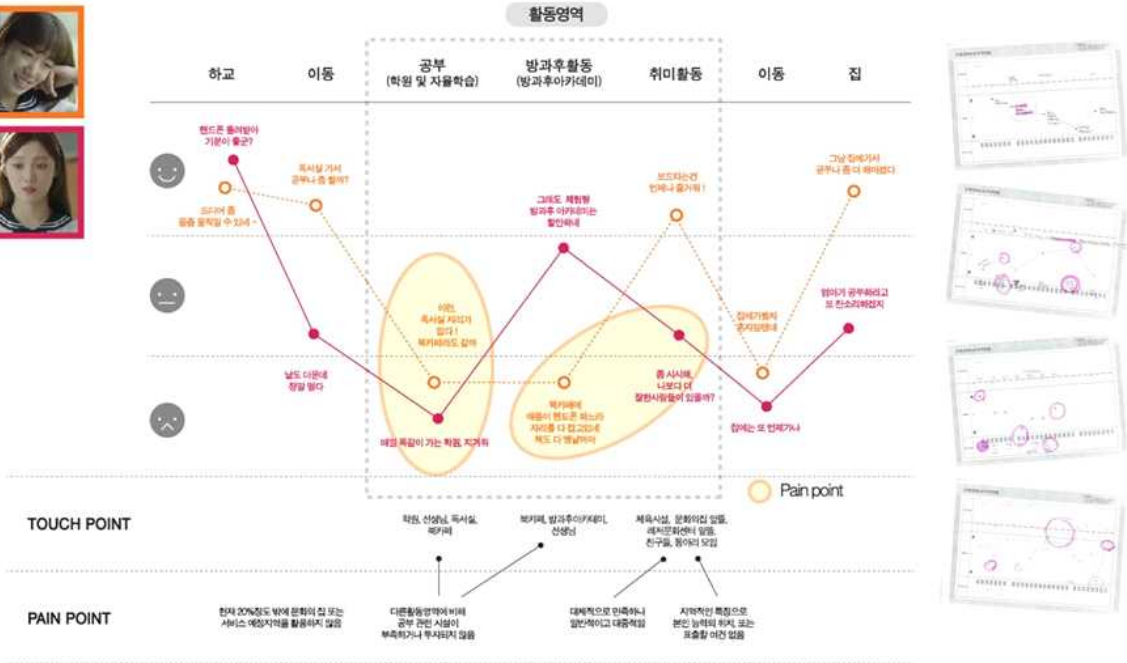 활동영역
하교
이동
공부
(학원 및 자율학습)
방과후활동
(방과후아카데미)
취미활동
이동
집
핸드폰 돌려받아
기분이 좋군?
독서실 가서
공부나 좀 할까?
드디어 좀
몸좀 움직일 수 있네~
그래도 체험형
방과후 아카데미는
할만하네
보드타는건
언제나 즐거워!
그냥 집에가서
공부나 좀 더 해야겠다
이런,
독서실 자리가
없다!
북카페라도 갈까
엄마가 공부하라고
또 잔소리하겠지
날도 더운데
정말 멀다
매일 똑같이 가는 학원, 지겨워
북카페에
애들이 핸드폰 하느라
자리를 다 잡고있네
책도 다 옛날꺼야
좀 시시해,
나보다 더
잘한사람들이 있을까?
집에는 또 언제가나
Pain point
TOUCH POINT
학원, 선생님, 독서실,
북카페
북카페, 방과후아카데미,
선생님
체육시설, 문화의집 앞뜰,
레저문화센터 앞뜰,
친구들, 동아리 모임
PAIN POINT
현재 20%정도 밖에 문화의 집 또는
서비스 예정지역을 활용하지 않음
다른활동영역에 비해
공부 관련 시설이
부족하거나 투자되지 않음
대체적으로 만족하나
일반적이고 대중적임
지역적인 특징으로
본인 능력의 위치, 또는
표출할 여건 없음